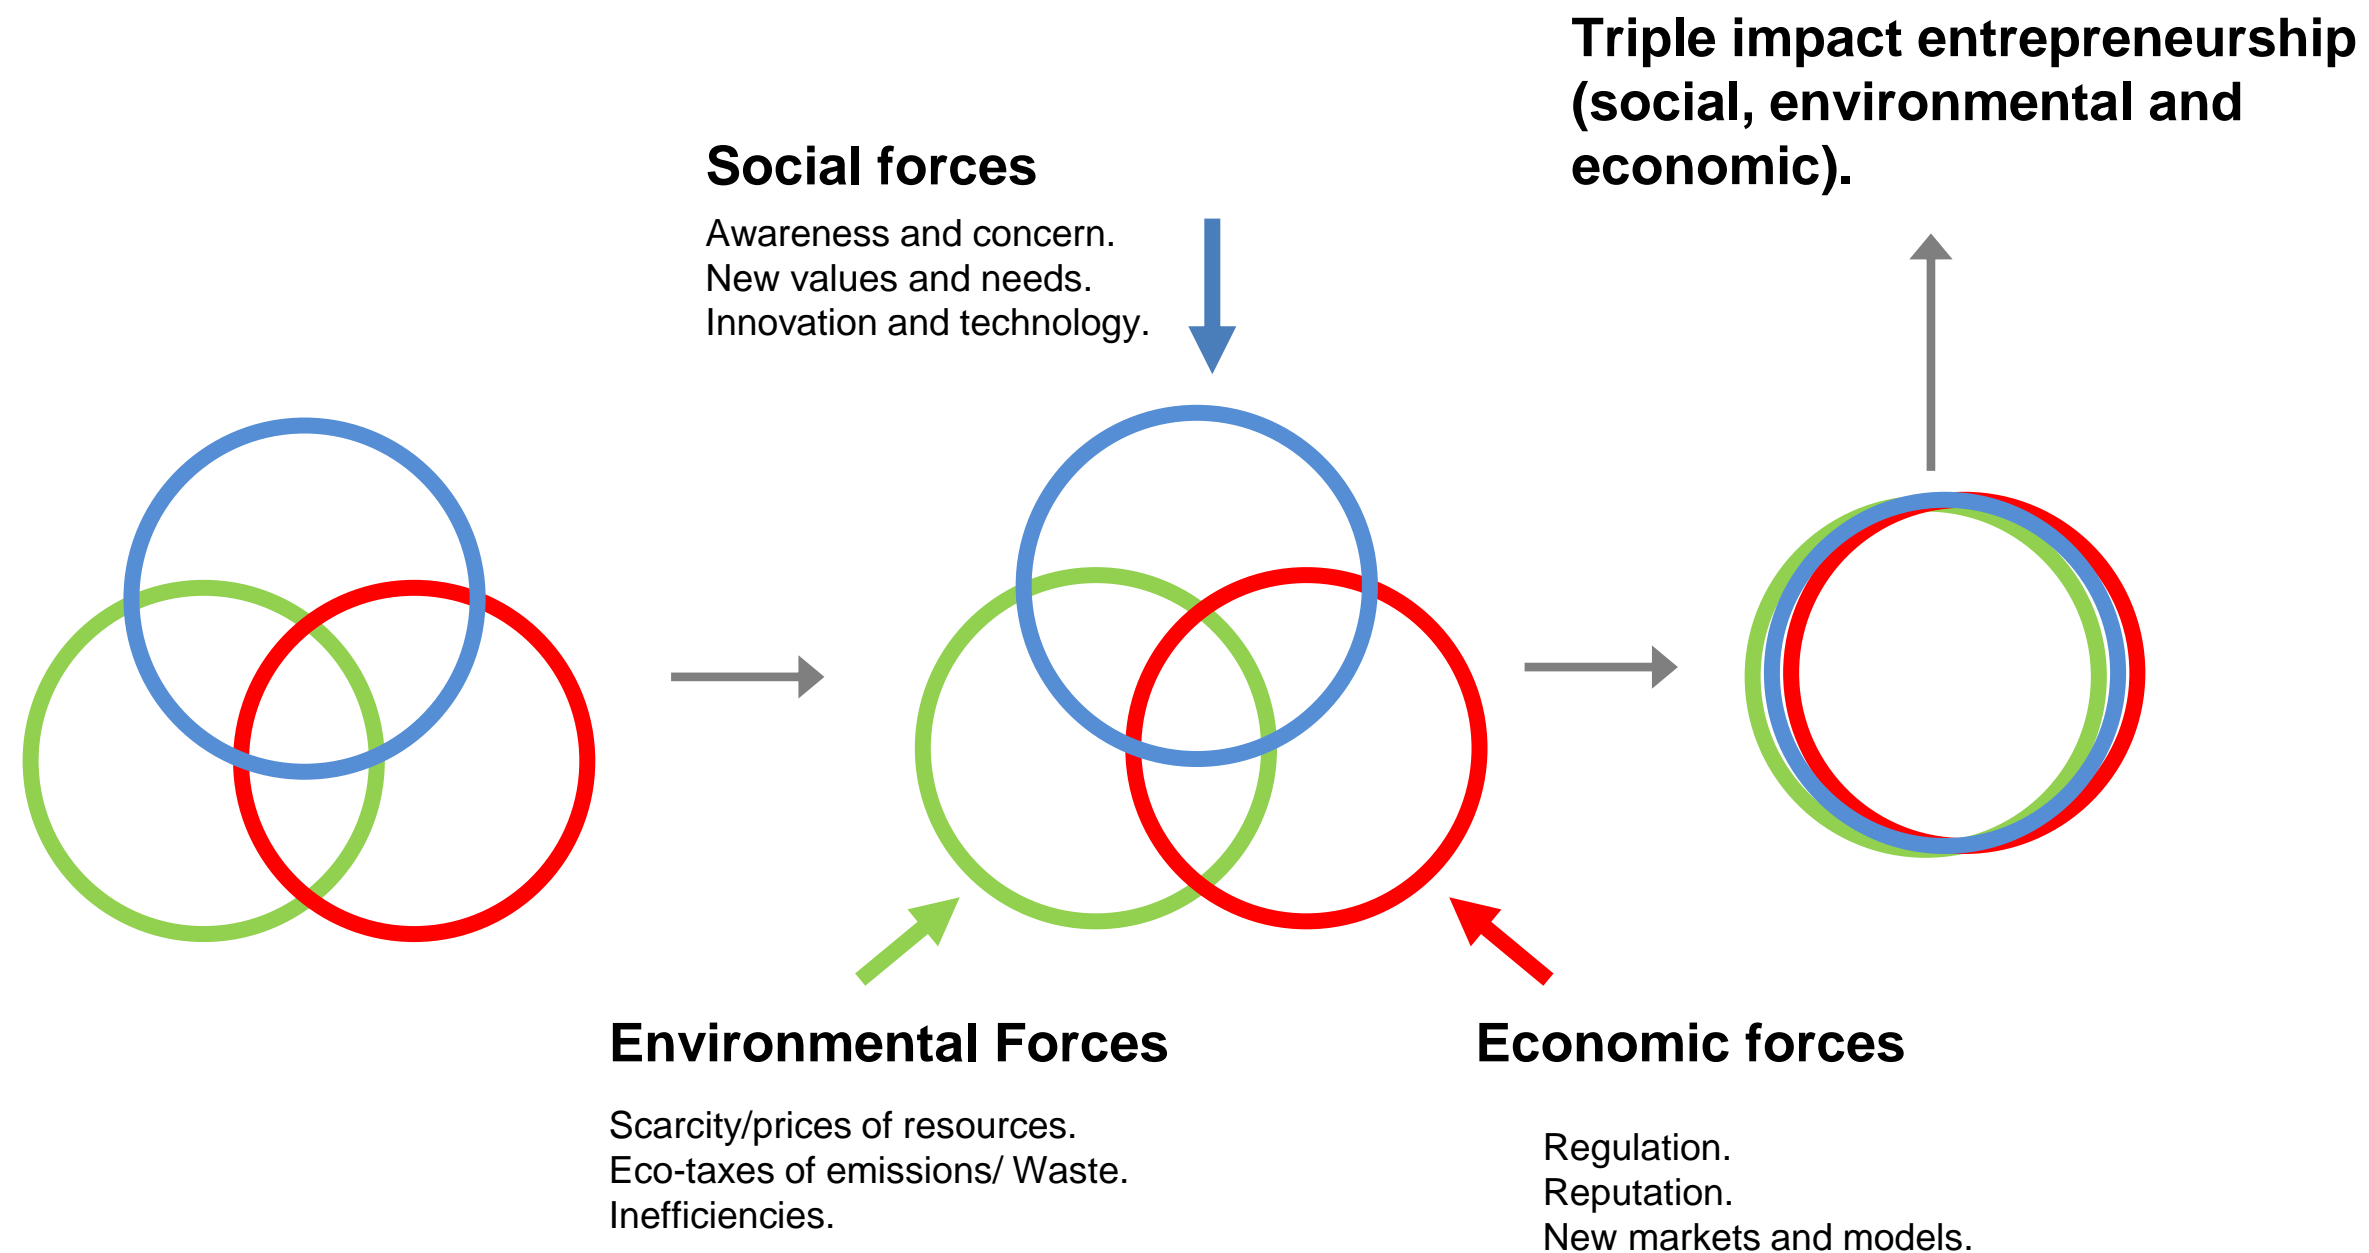 Triple impact entrepreneurship
(social, environmental and
economic).
Social forces
Awareness and concern.
New values and needs.
Innovation and technology.
Environmental Forces
Scarcity/prices of resources.
Eco-taxes of emissions/ Waste.
Inefficiencies.
Economic forces
Regulation.
Reputation.
New markets and models.